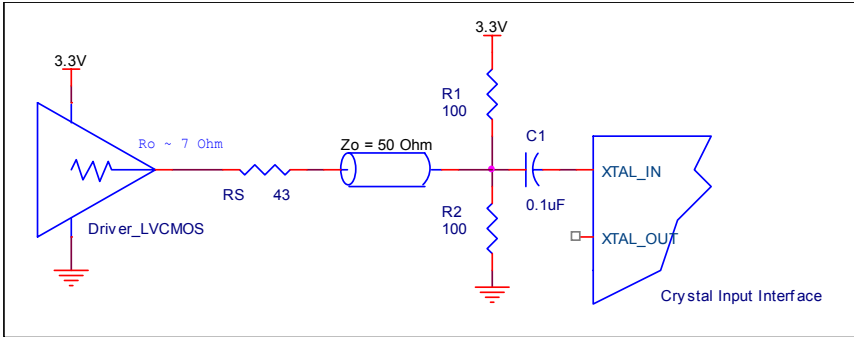 3.3V
3.3V
R1
100
C1
Ro ~ 7 Ohm
Zo = 50 Ohm
XTAL_IN
RS 43
0.1uF
R2
100
Driver_LVCMOS
XTAL_OUT
Crystal Input Interface